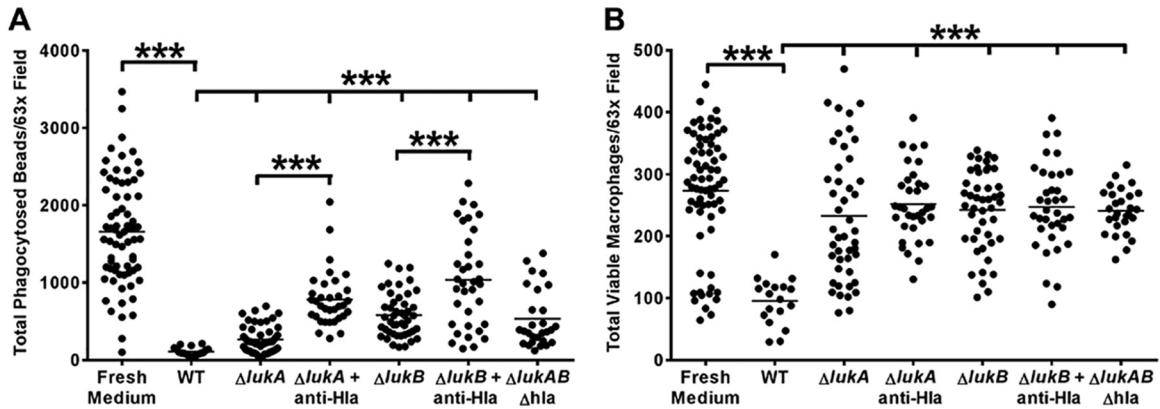 A
Total Phagocytosed Beads/63x Field
4000
3000
2000
1000
0
***
***
***
***
Fresh Medium
WT
ΔlukA
ΔlukA + anti-Hla
ΔlukB
ΔlukB + anti-Hla
ΔlukAB Δhla
B
Total Viable Macrophages/63x Field
500
400
300
200
100
0
***
***
Fresh Medium
WT
ΔlukA
ΔlukA anti-Hla
ΔlukB
ΔlukB + anti-Hla
ΔlukAB Δhla